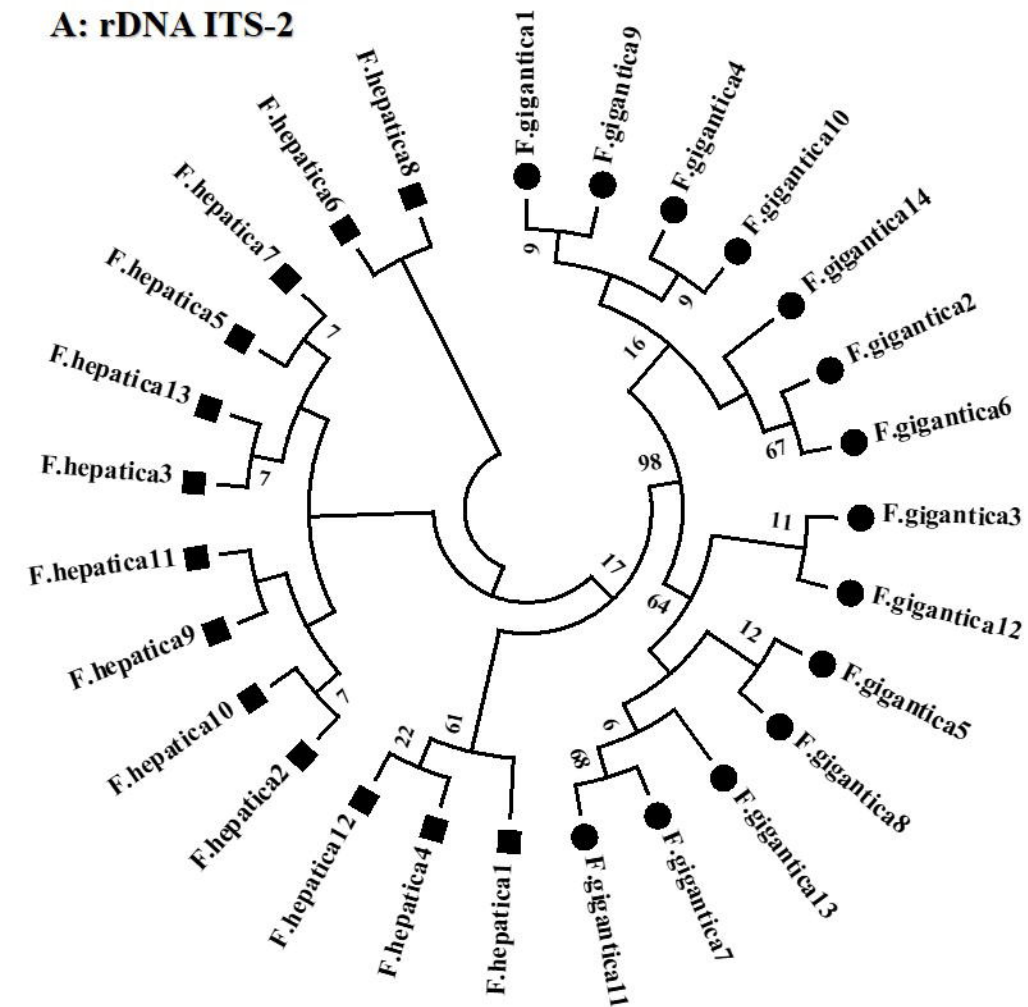 A: rDNA ITS-2
F.gigantica1
F.gigantica9
F.gigantica4
F.gigantica10
F.gigantica14
F.gigantica2
F.gigantica6
F.gigantica3
F.gigantica12
F.gigantica5
F.gigantica8
F.gigantica13
F.gigantica7
F.gigantica11
F.hepatica1
F.hepatica4
F.hepatica12
F.hepatica2
F.hepatica10
F.hepatica9
F.hepatica11
F.hepatica3
F.hepatica13
F.hepatica5
F.hepatica7
F.hepatica6
F.hepatica8
9
9
16
67
98
11
17
64
12
6
68
61
22
7
7
7